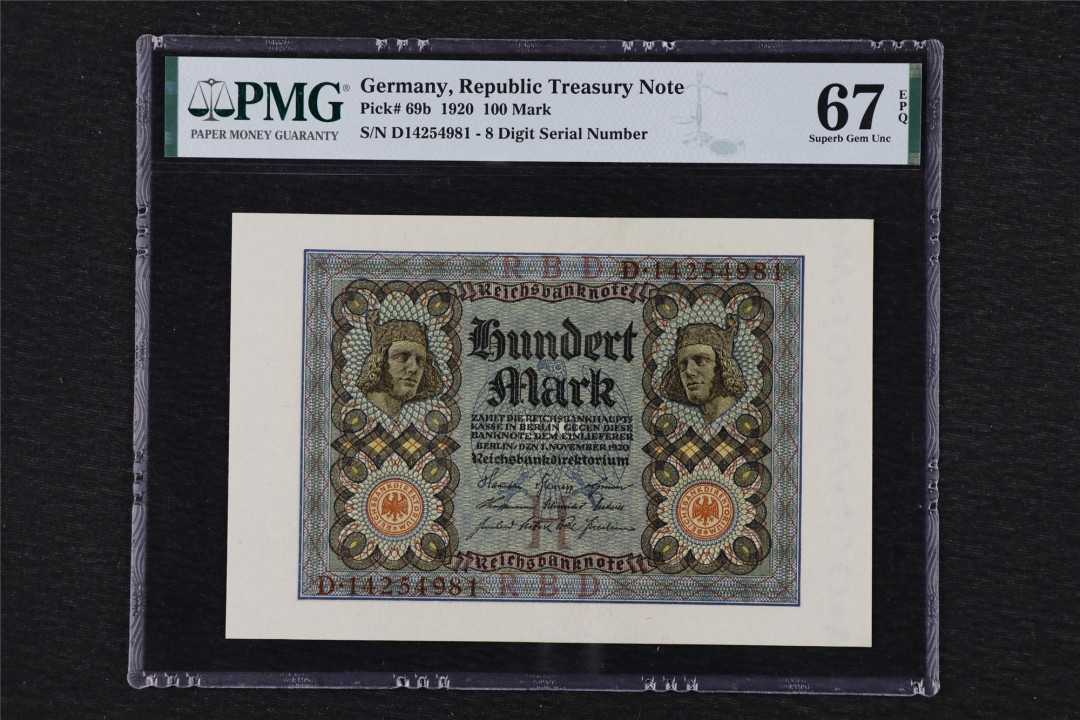 PMG®
PAPER MONEY GUARANTY
Germany, Republic Treasury Note
Pick# 69b 1920 100 Mark
S/N D14254981 - 8 Digit Serial Number
67
EPQ
Superb Gem Unc
R B D D·14254981
Reichsbanknote
Hundert
Mark
ZAHLT DIE REICHSBANKHAUPT⸗
KASSE IN BERLIN GEGEN DIESE
BANKNOTE DEM EINLIEFERER
BERLIN, DEN 1. NOVEMBER 1920
Reichsbankdirektorium
REICHSBANKDIREKTORIUM
REICHSBANKDIREKTORIUM
Reichsbanknote
D·14254981 R B D